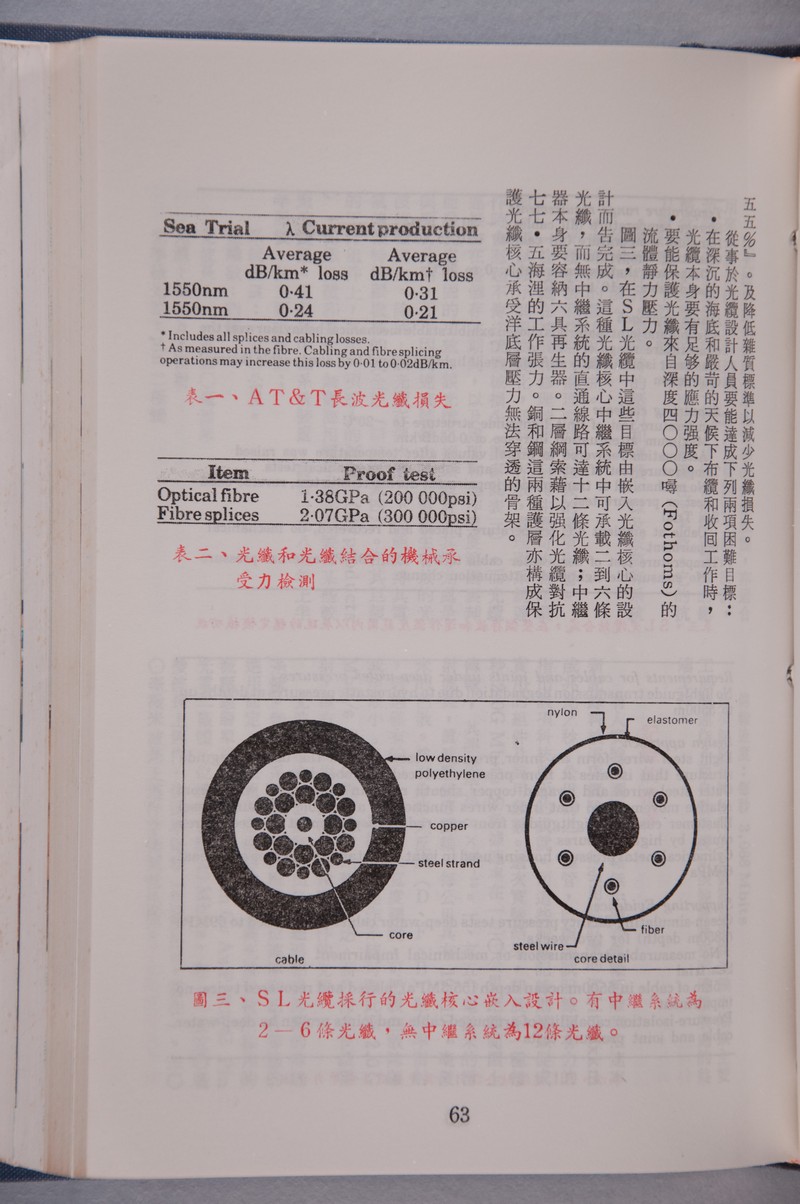 五五%』。及降低雜質標準以減少光纖損失。
從事於光纜設計人員要能達成下列兩項困難目標：
•在深沉的海底和嚴苛的天候下布纜和收回工作時，
光纜本身要有足够的應力强度。
•要能保護光纖來自深度四〇〇〇噚(Fothoms)的
流體靜力壓力。
圖三，在SL光纜中這些目標由嵌入光纖核心的設
計而告完成。這種光纖核心中繼系統中可承載二到六條
光纖，而無中繼系統的直通線路可達十二條光纖；中繼
器本身要容納六具再生器。二層綱索藉以强化光纜對抗
七七•五海浬的工作張力。銅和鋼這兩種護層亦構成保
護光纖核心承受洋底層壓力無法穿透的骨架。
Sea Trial λ Current production
Average Average
dB/km* loss dB/km† loss
1550nm 0·41 0·31
1550nm 0·24 0·21
* Includes all splices and cabling losses.
† As measured in the fibre. Cabling and fibre splicing
operations may increase this loss by 0·01 to 0·02dB/km.
表一、AT&T長波光纖損失
Item Proof test
Optical fibre 1·38GPa (200 000psi)
Fibre splices 2·07GPa (300 000psi)
表二、光纖和光纖結合的機械承
受力檢測
low density
polyethylene
copper
steel strand
core
cable
nylon
elastomer
fiber
steel wire
core detail
圖三、SL光纜採行的光纖核心嵌入設計。有中繼系統為
2—6條光纖，無中繼系統為12條光纖。
63